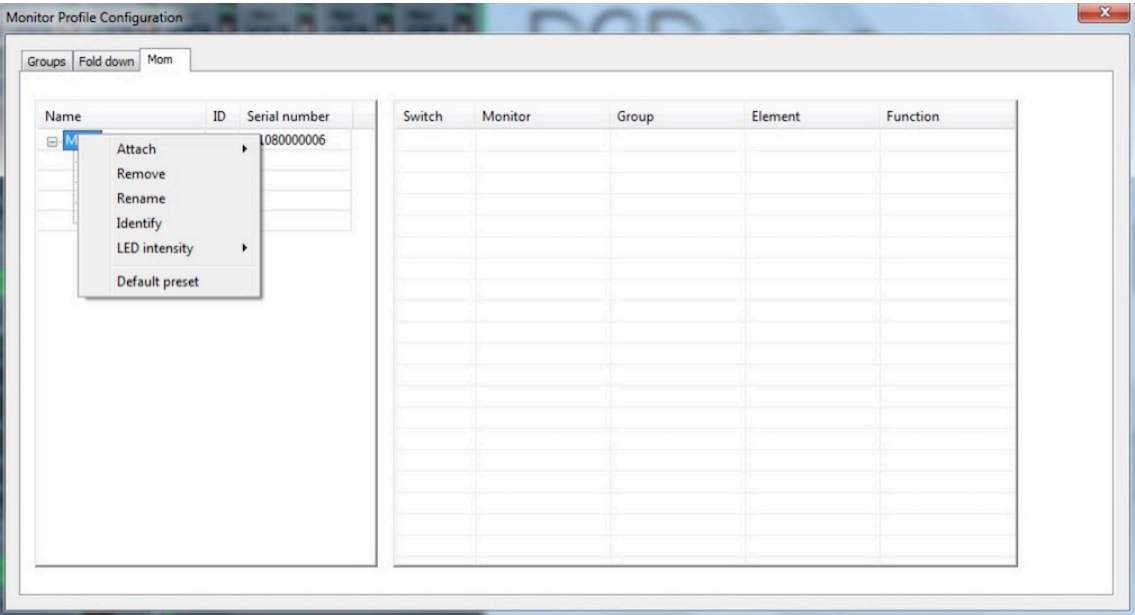 Monitor Profile Configuration
Groups Fold down Mom
Name ID Serial number Switch Monitor Group Element Function
1080000006
Attach
Remove
Rename
Identify
LED intensity
Default preset